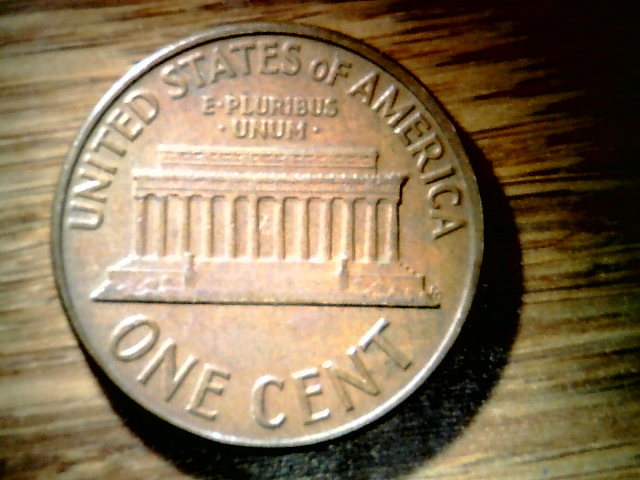 UNITED STATES OF AMERICA
E·PLURIBUS
·UNUM·
ONE CENT